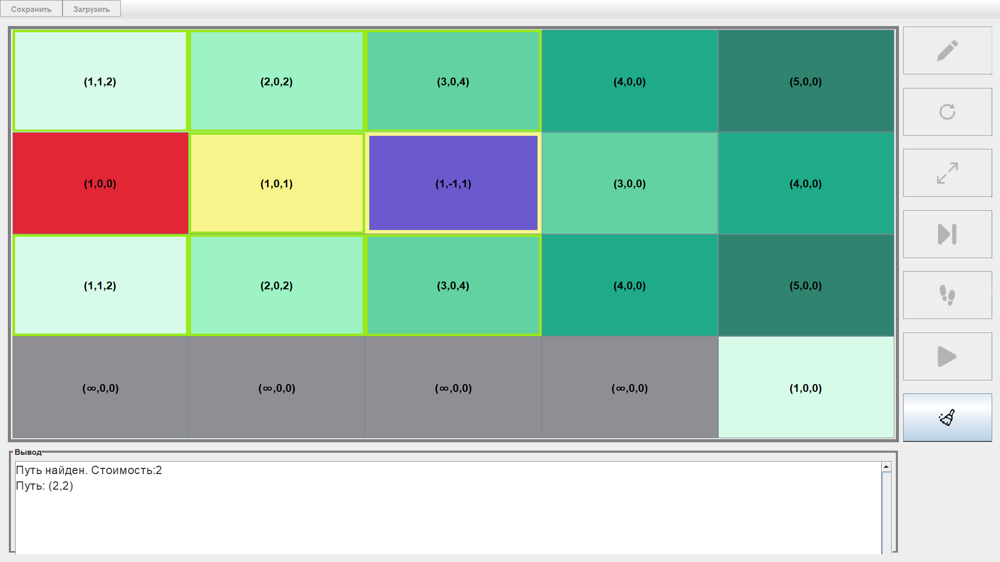 Сохранить Загрузить
(1,1,2) (2,0,2) (3,0,4) (4,0,0) (5,0,0)
(1,0,0) (1,0,1) (1,-1,1) (3,0,0) (4,0,0)
(1,1,2) (2,0,2) (3,0,4) (4,0,0) (5,0,0)
(∞,0,0) (∞,0,0) (∞,0,0) (∞,0,0) (1,0,0)
Вывод
Путь найден. Стоимость:2
Путь: (2,2)